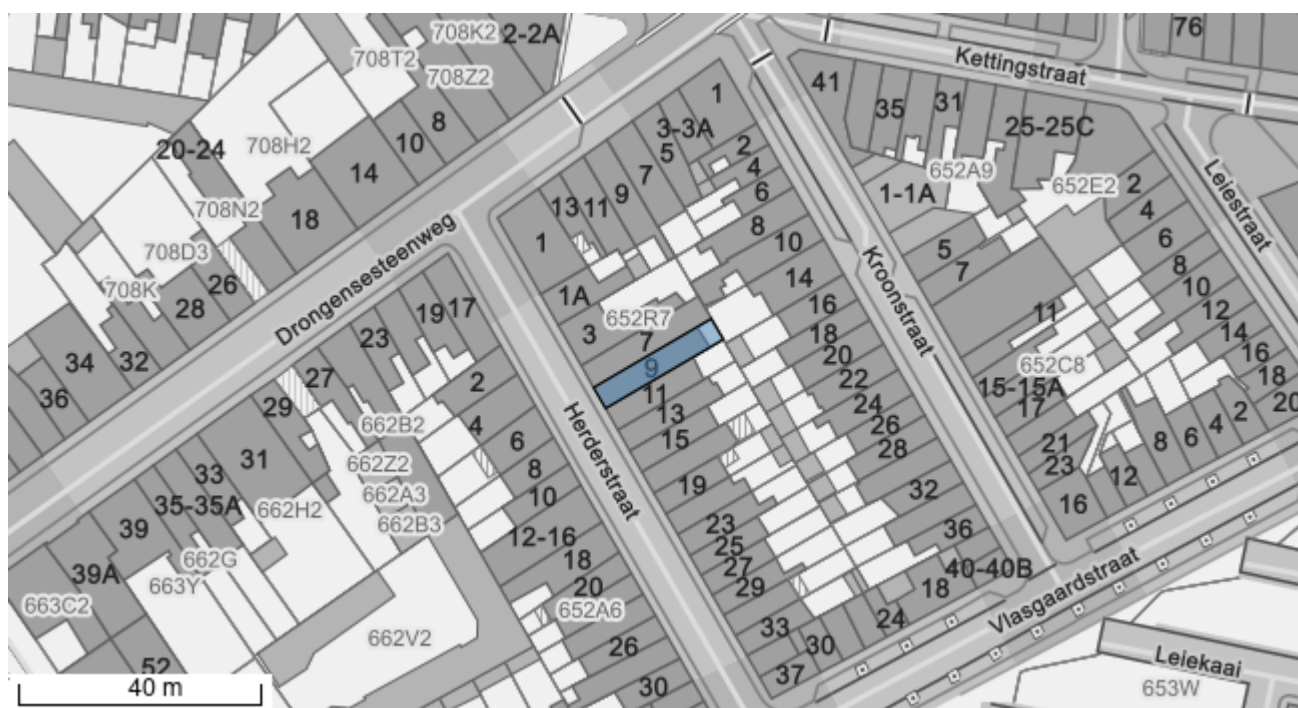 708K2
2-2A
76
708T2
Kettingstraat
708Z2
1
41
35
31
8
3-3A
25-25C
20-24
10
5
2
708H2
7
4
652A9
14
9
6
1-1A
652E2
2
Leiestraat
13
11
8
4
708N2
18
1
10
5
6
Drongensesteenweg
Kroonstraat
7
708D3
14
8
26
1A
10
708K
28
16
11
12
19
17
652R7
18
14
23
3
7
20
652C8
16
34
32
22
18
27
2
9
15-15A
20
36
29
11
24
17
2
662B2
4
13
26
4
6
15
28
21
6
31
662Z2
8
8
33
Herderstraat
19
23
35-35A
662A3
10
32
12
662H2
662B3
16
39
12-16
23
36
25
662G
18
27
40-40B
39A
20
29
18
663Y
652A6
Vlasgaardstraat
663C2
24
662V2
33
30
26
52
37
Leiekaai
40 m
30
653W